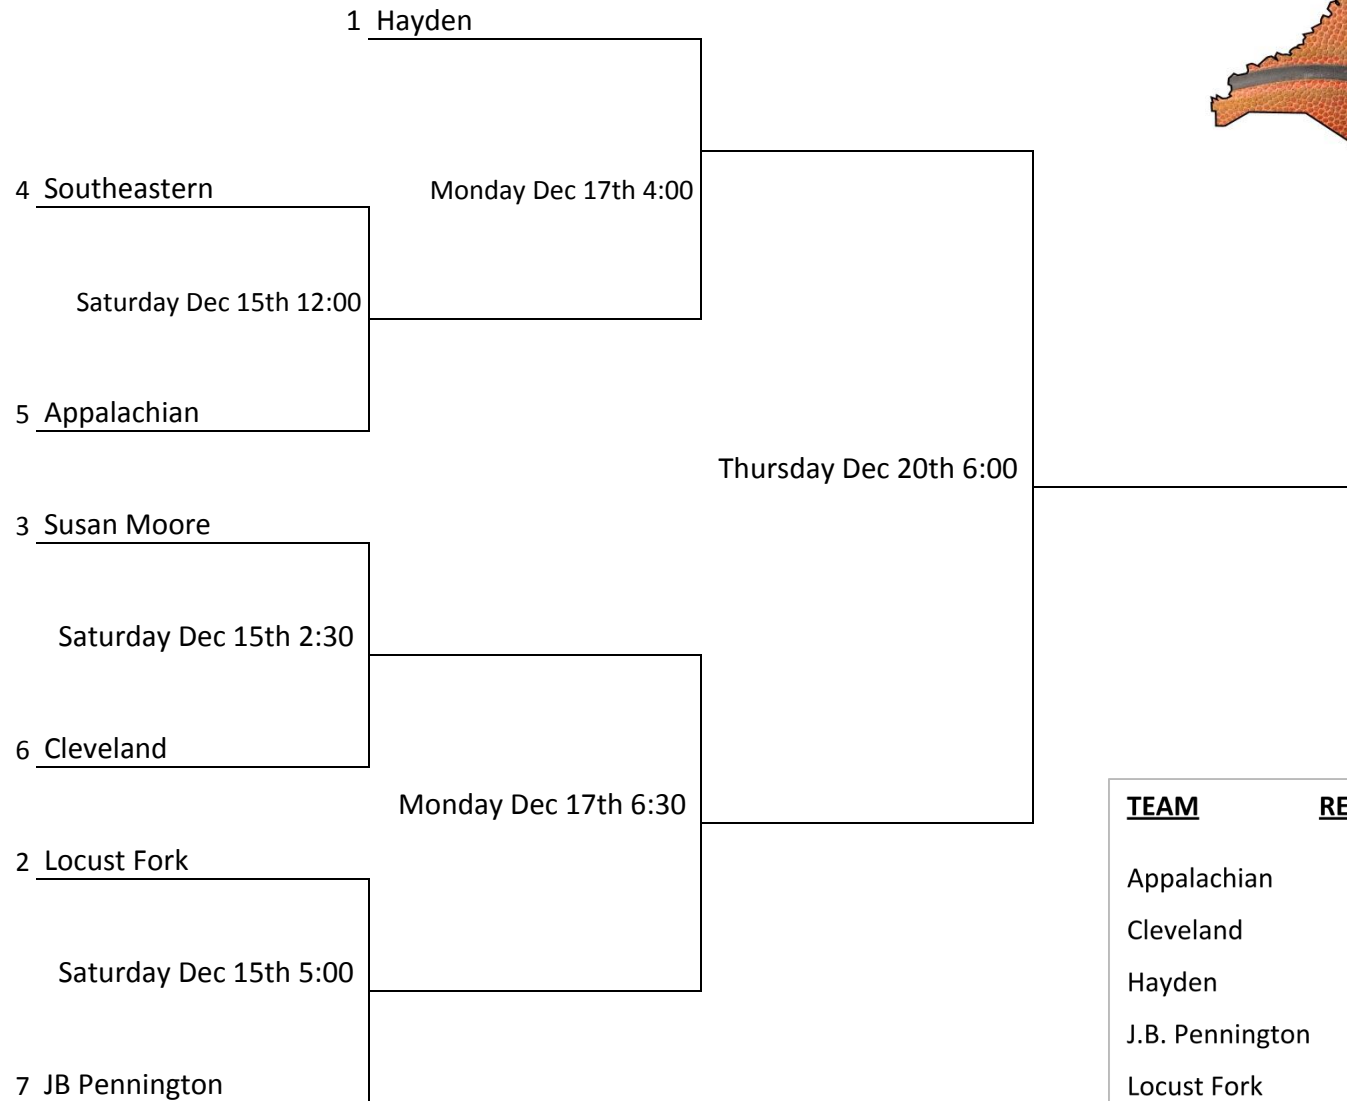 1 Hayden
4 Southeastern
Monday Dec 17th 4:00
Saturday Dec 15th 12:00
5 Appalachian
Thursday Dec 20th 6:00
3 Susan Moore
Saturday Dec 15th 2:30
6 Cleveland
Monday Dec 17th 6:30
2 Locust Fork
Saturday Dec 15th 5:00
7 JB Pennington
TEAM RE
Appalachian
Cleveland
Hayden
J.B. Pennington
Locust Fork